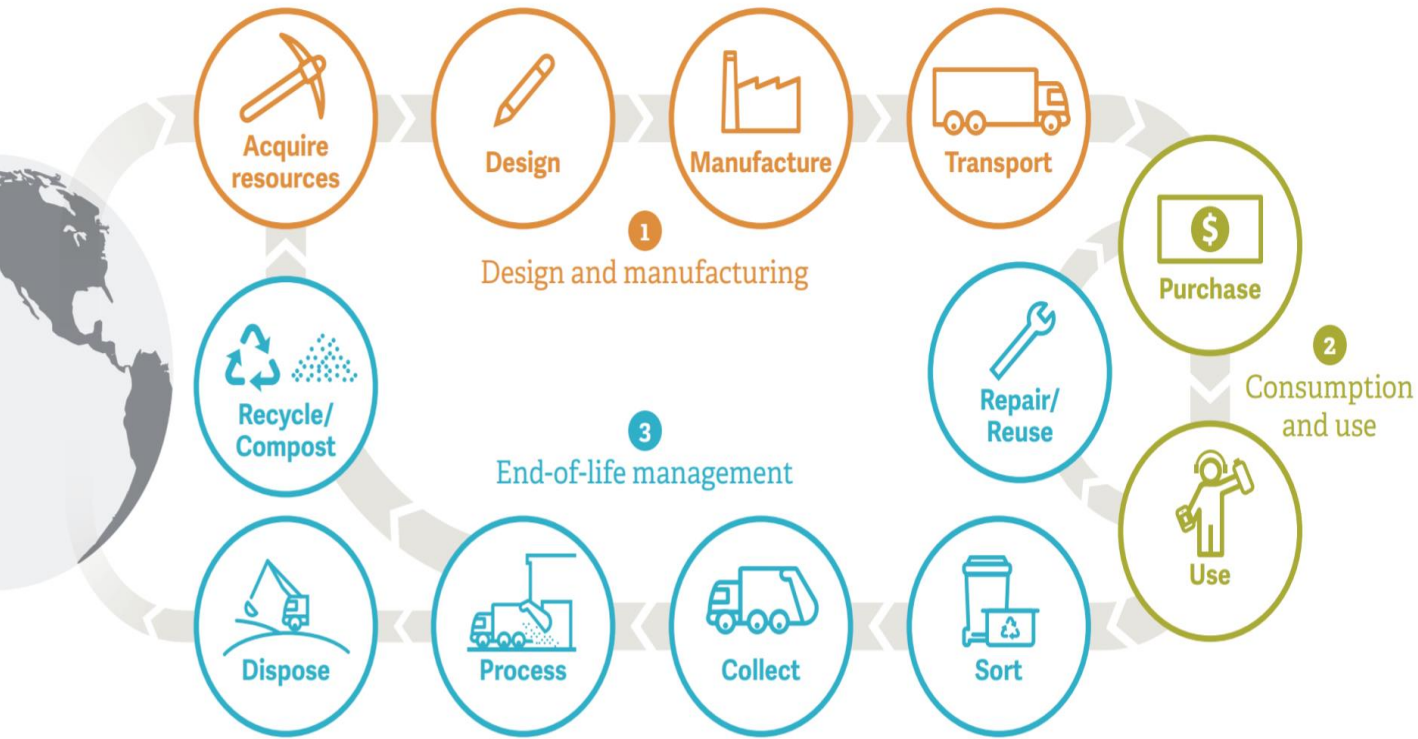 Acquire
resources
Design
Manufacture
Transport
1
Design and manufacturing
$
Purchase
2
Consumption
and use
Repair/
Reuse
Use
Recycle/
Compost
3
End-of-life management
Dispose
Process
Collect
Sort